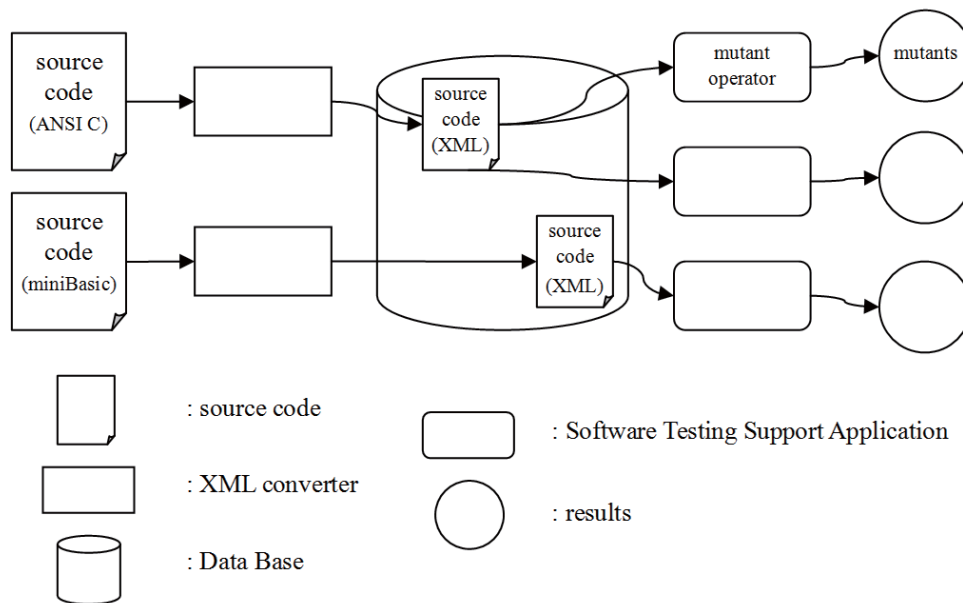 source
code
(ANSI C)
source
code
(XML)
mutant
operator
mutants
source
code
(miniBasic)
source
code
(XML)
: source code
: Software Testing Support Application
: XML converter
: results
: Data Base